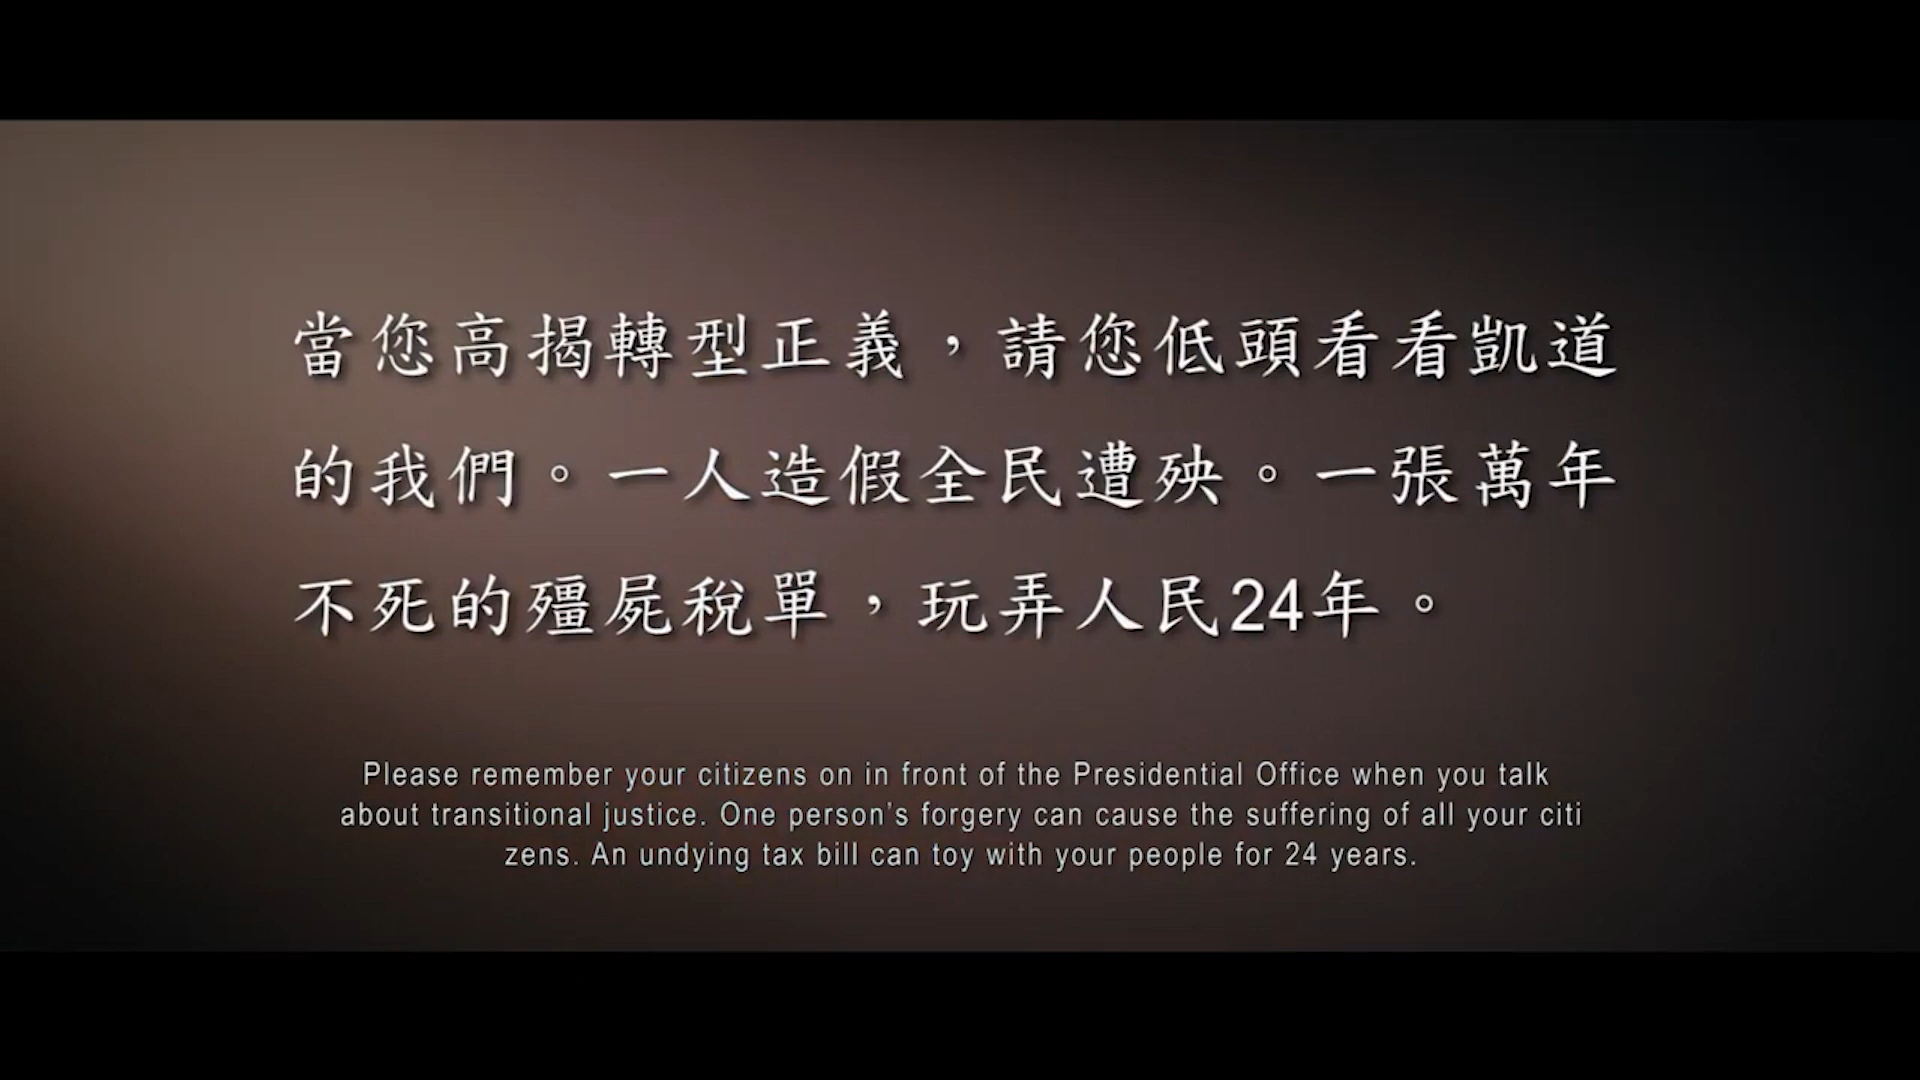 當您高揭轉型正義，請您低頭看看凱道
的我們。一人造假全民遭殃。一張萬年
不死的殭屍稅單，玩弄人民24年。
Please remember your citizens on in front of the Presidential Office when you talk
about transitional justice. One person’s forgery can cause the suffering of all your citi
zens. An undying tax bill can toy with your people for 24 years.